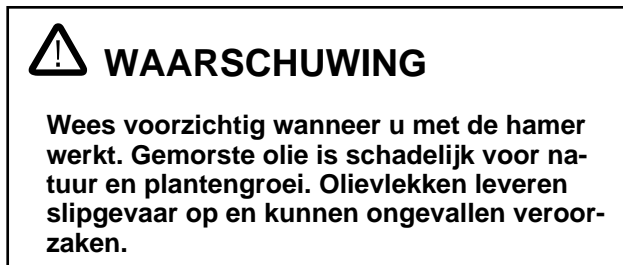 WAARSCHUWING
Wees voorzichtig wanneer u met de hamer
werkt. Gemorste olie is schadelijk voor na-
tuur en plantengroei. Olievlekken leveren
slipgevaar op en kunnen ongevallen veroor-
zaken.